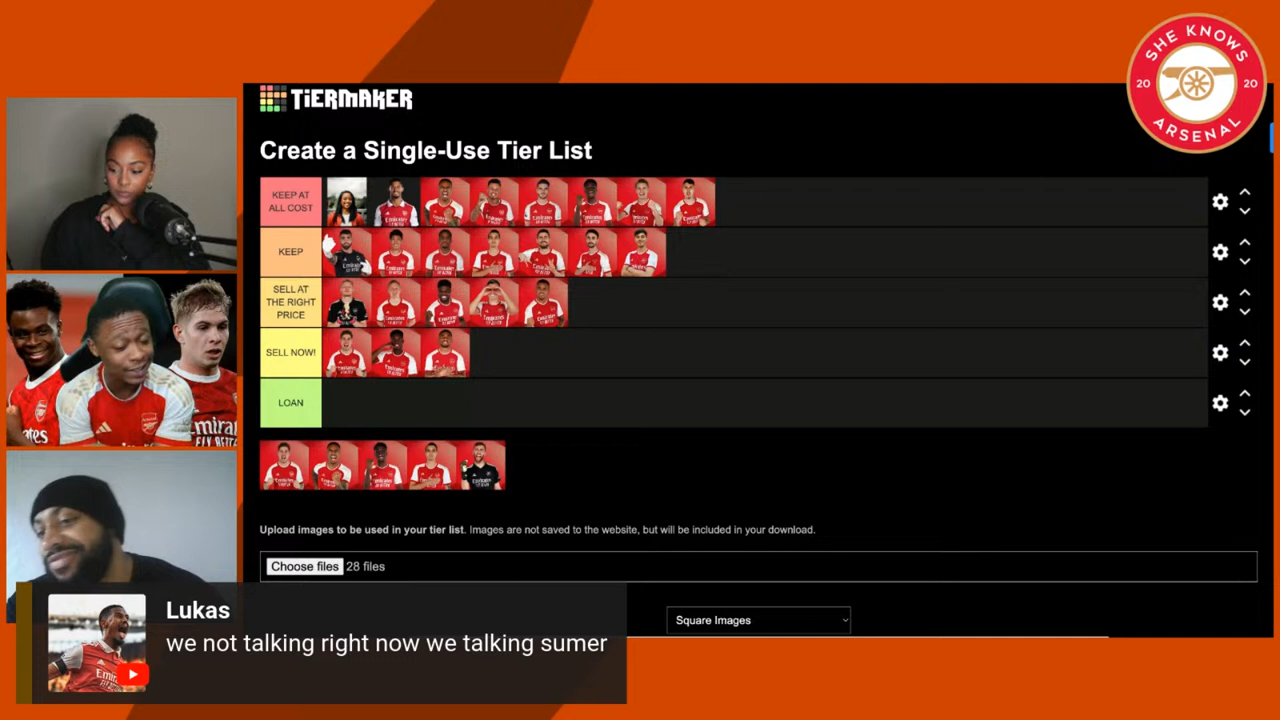 SHE KNOWS
20 20
ARSENAL
TiERMAKER
Create a Single-Use Tier List
KEEP AT
ALL COST
KEEP
SELL AT
THE RIGHT
PRICE
SELL NOW!
LOAN
Upload images to be used in your tier list. Images are not saved to the website, but will be included in your download.
Choose files 28 files
Square Images
Lukas
we not talking right now we talking sumer